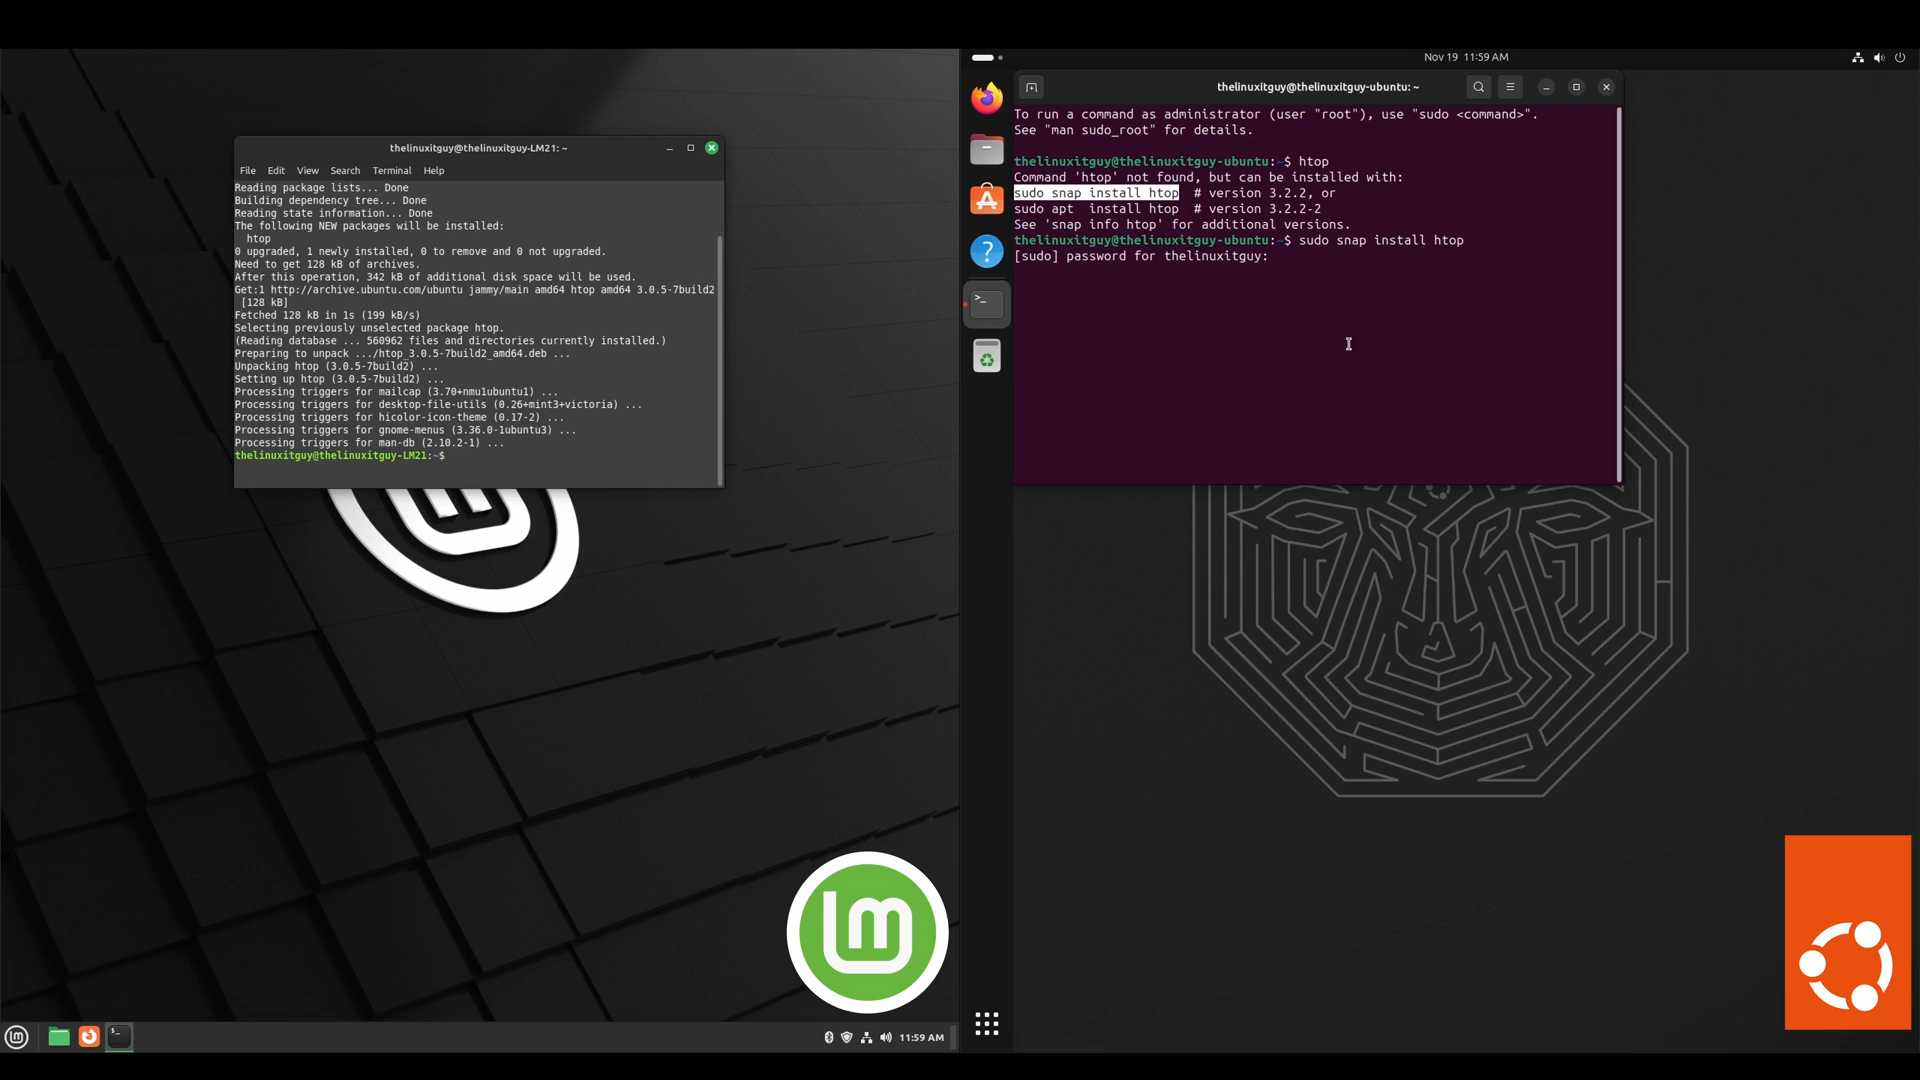 thelinuxitguy@thelinuxitguy-LM21: ~
File Edit View Search Terminal Help
Reading package lists... Done
Building dependency tree... Done
Reading state information... Done
The following NEW packages will be installed:
htop
0 upgraded, 1 newly installed, 0 to remove and 0 not upgraded.
Need to get 128 kB of archives.
After this operation, 342 kB of additional disk space will be used.
Get:1 http://archive.ubuntu.com/ubuntu jammy/main amd64 htop amd64 3.0.5-7build2
[128 kB]
Fetched 128 kB in 1s (199 kB/s)
Selecting previously unselected package htop.
(Reading database ... 560962 files and directories currently installed.)
Preparing to unpack .../htop_3.0.5-7build2_amd64.deb ...
Unpacking htop (3.0.5-7build2) ...
Setting up htop (3.0.5-7build2) ...
Processing triggers for mailcap (3.70+nmu1ubuntu1) ...
Processing triggers for desktop-file-utils (0.26+mint3+victoria) ...
Processing triggers for hicolor-icon-theme (0.17-2) ...
Processing triggers for gnome-menus (3.36.0-1ubuntu3) ...
Processing triggers for man-db (2.10.2-1) ...
thelinuxitguy@thelinuxitguy-LM21:~$
11:59 AM
Nov 19 11:59 AM
thelinuxitguy@thelinuxitguy-ubuntu: ~
To run a command as administrator (user "root"), use "sudo <command>".
See "man sudo_root" for details.
thelinuxitguy@thelinuxitguy-ubuntu:~$ htop
Command 'htop' not found, but can be installed with:
sudo snap install htop # version 3.2.2, or
sudo apt install htop # version 3.2.2-2
See 'snap info htop' for additional versions.
thelinuxitguy@thelinuxitguy-ubuntu:~$ sudo snap install htop
[sudo] password for thelinuxitguy: